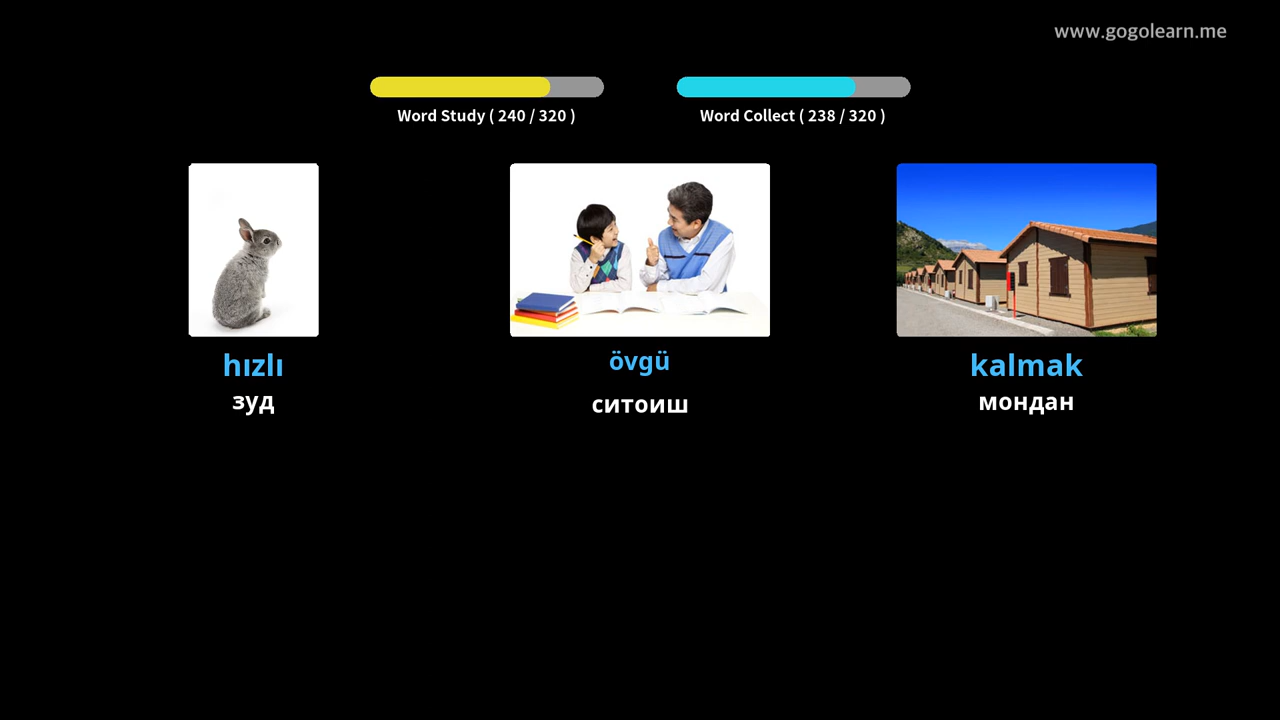 www.gogolearn.me
Word Study ( 240 / 320 )
Word Collect ( 238 / 320 )
hızlı
зуд
övgü
ситоиш
kalmak
мондан